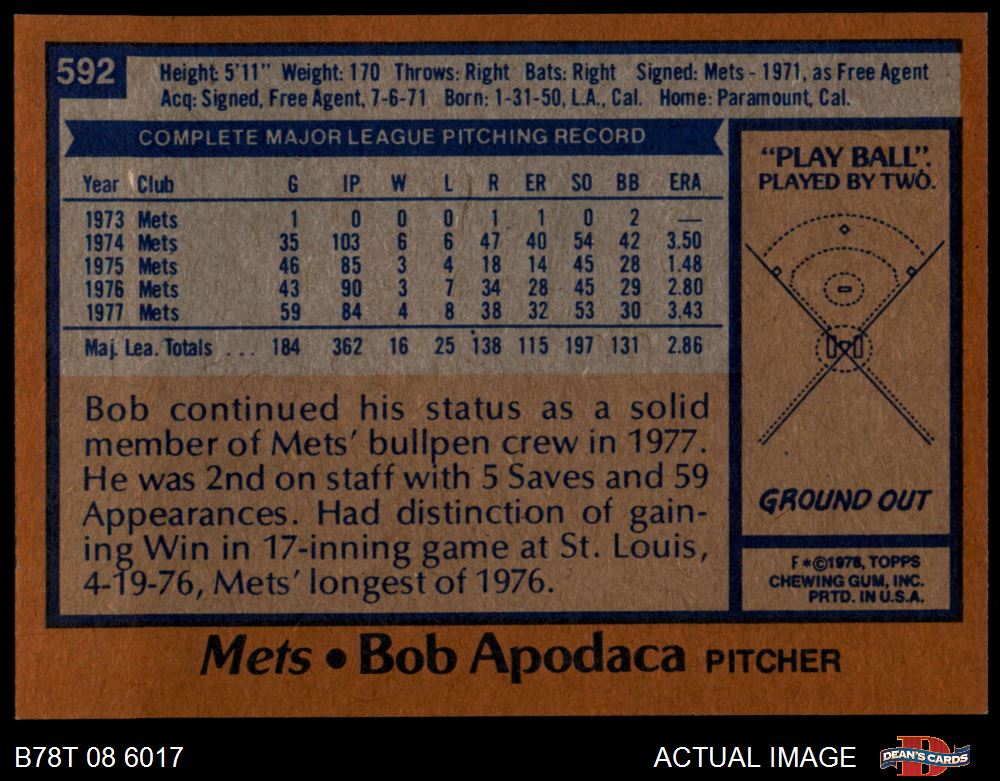 592
Height: 5'11" Weight: 170 Throws: Right Bats: Right Signed: Mets - 1971, as Free Agent
Acq: Signed, Free Agent, 7-6-71 Born: 1-31-50, L.A., Cal. Home: Paramount, Cal.
COMPLETE MAJOR LEAGUE PITCHING RECORD
Year Club G IP W L R ER SO BB ERA
1973 Mets 1 0 0 0 1 1 0 2 —
1974 Mets 35 103 6 6 47 40 54 42 3.50
1975 Mets 46 85 3 4 18 14 45 28 1.48
1976 Mets 43 90 3 7 34 28 45 29 2.80
1977 Mets 59 84 4 8 38 32 53 30 3.43
Maj. Lea. Totals ... 184 362 16 25 138 115 197 131 2.86
Bob continued his status as a solid
member of Mets' bullpen crew in 1977.
He was 2nd on staff with 5 Saves and 59
Appearances. Had distinction of gain-
ing Win in 17-inning game at St. Louis,
4-19-76, Mets' longest of 1976.
"PLAY BALL".
PLAYED BY TWO.
GROUND OUT
F*©1978, TOPPS
CHEWING GUM, INC.
PRTD. IN U.S.A.
Mets • Bob Apodaca PITCHER
B78T 08 6017
ACTUAL IMAGE
DEAN'S CARDS